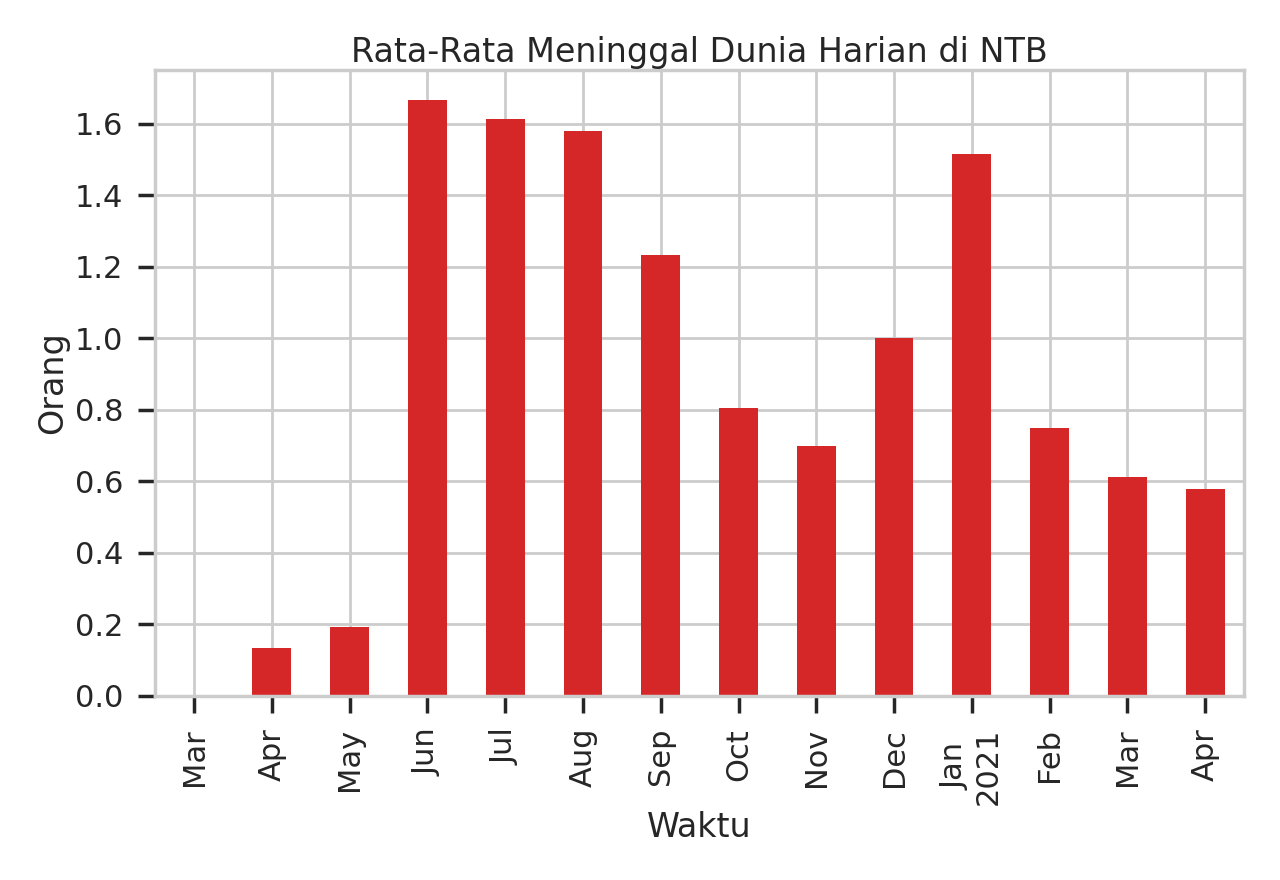 Rata-Rata Meninggal Dunia Harian di NTB
Orang
1.6
1.4
1.2
1.0
0.8
0.6
0.4
0.2
0.0
Mar
Apr
May
Jun
Jul
Aug
Sep
Oct
Nov
Dec
Jan
2021
Feb
Mar
Apr
Waktu